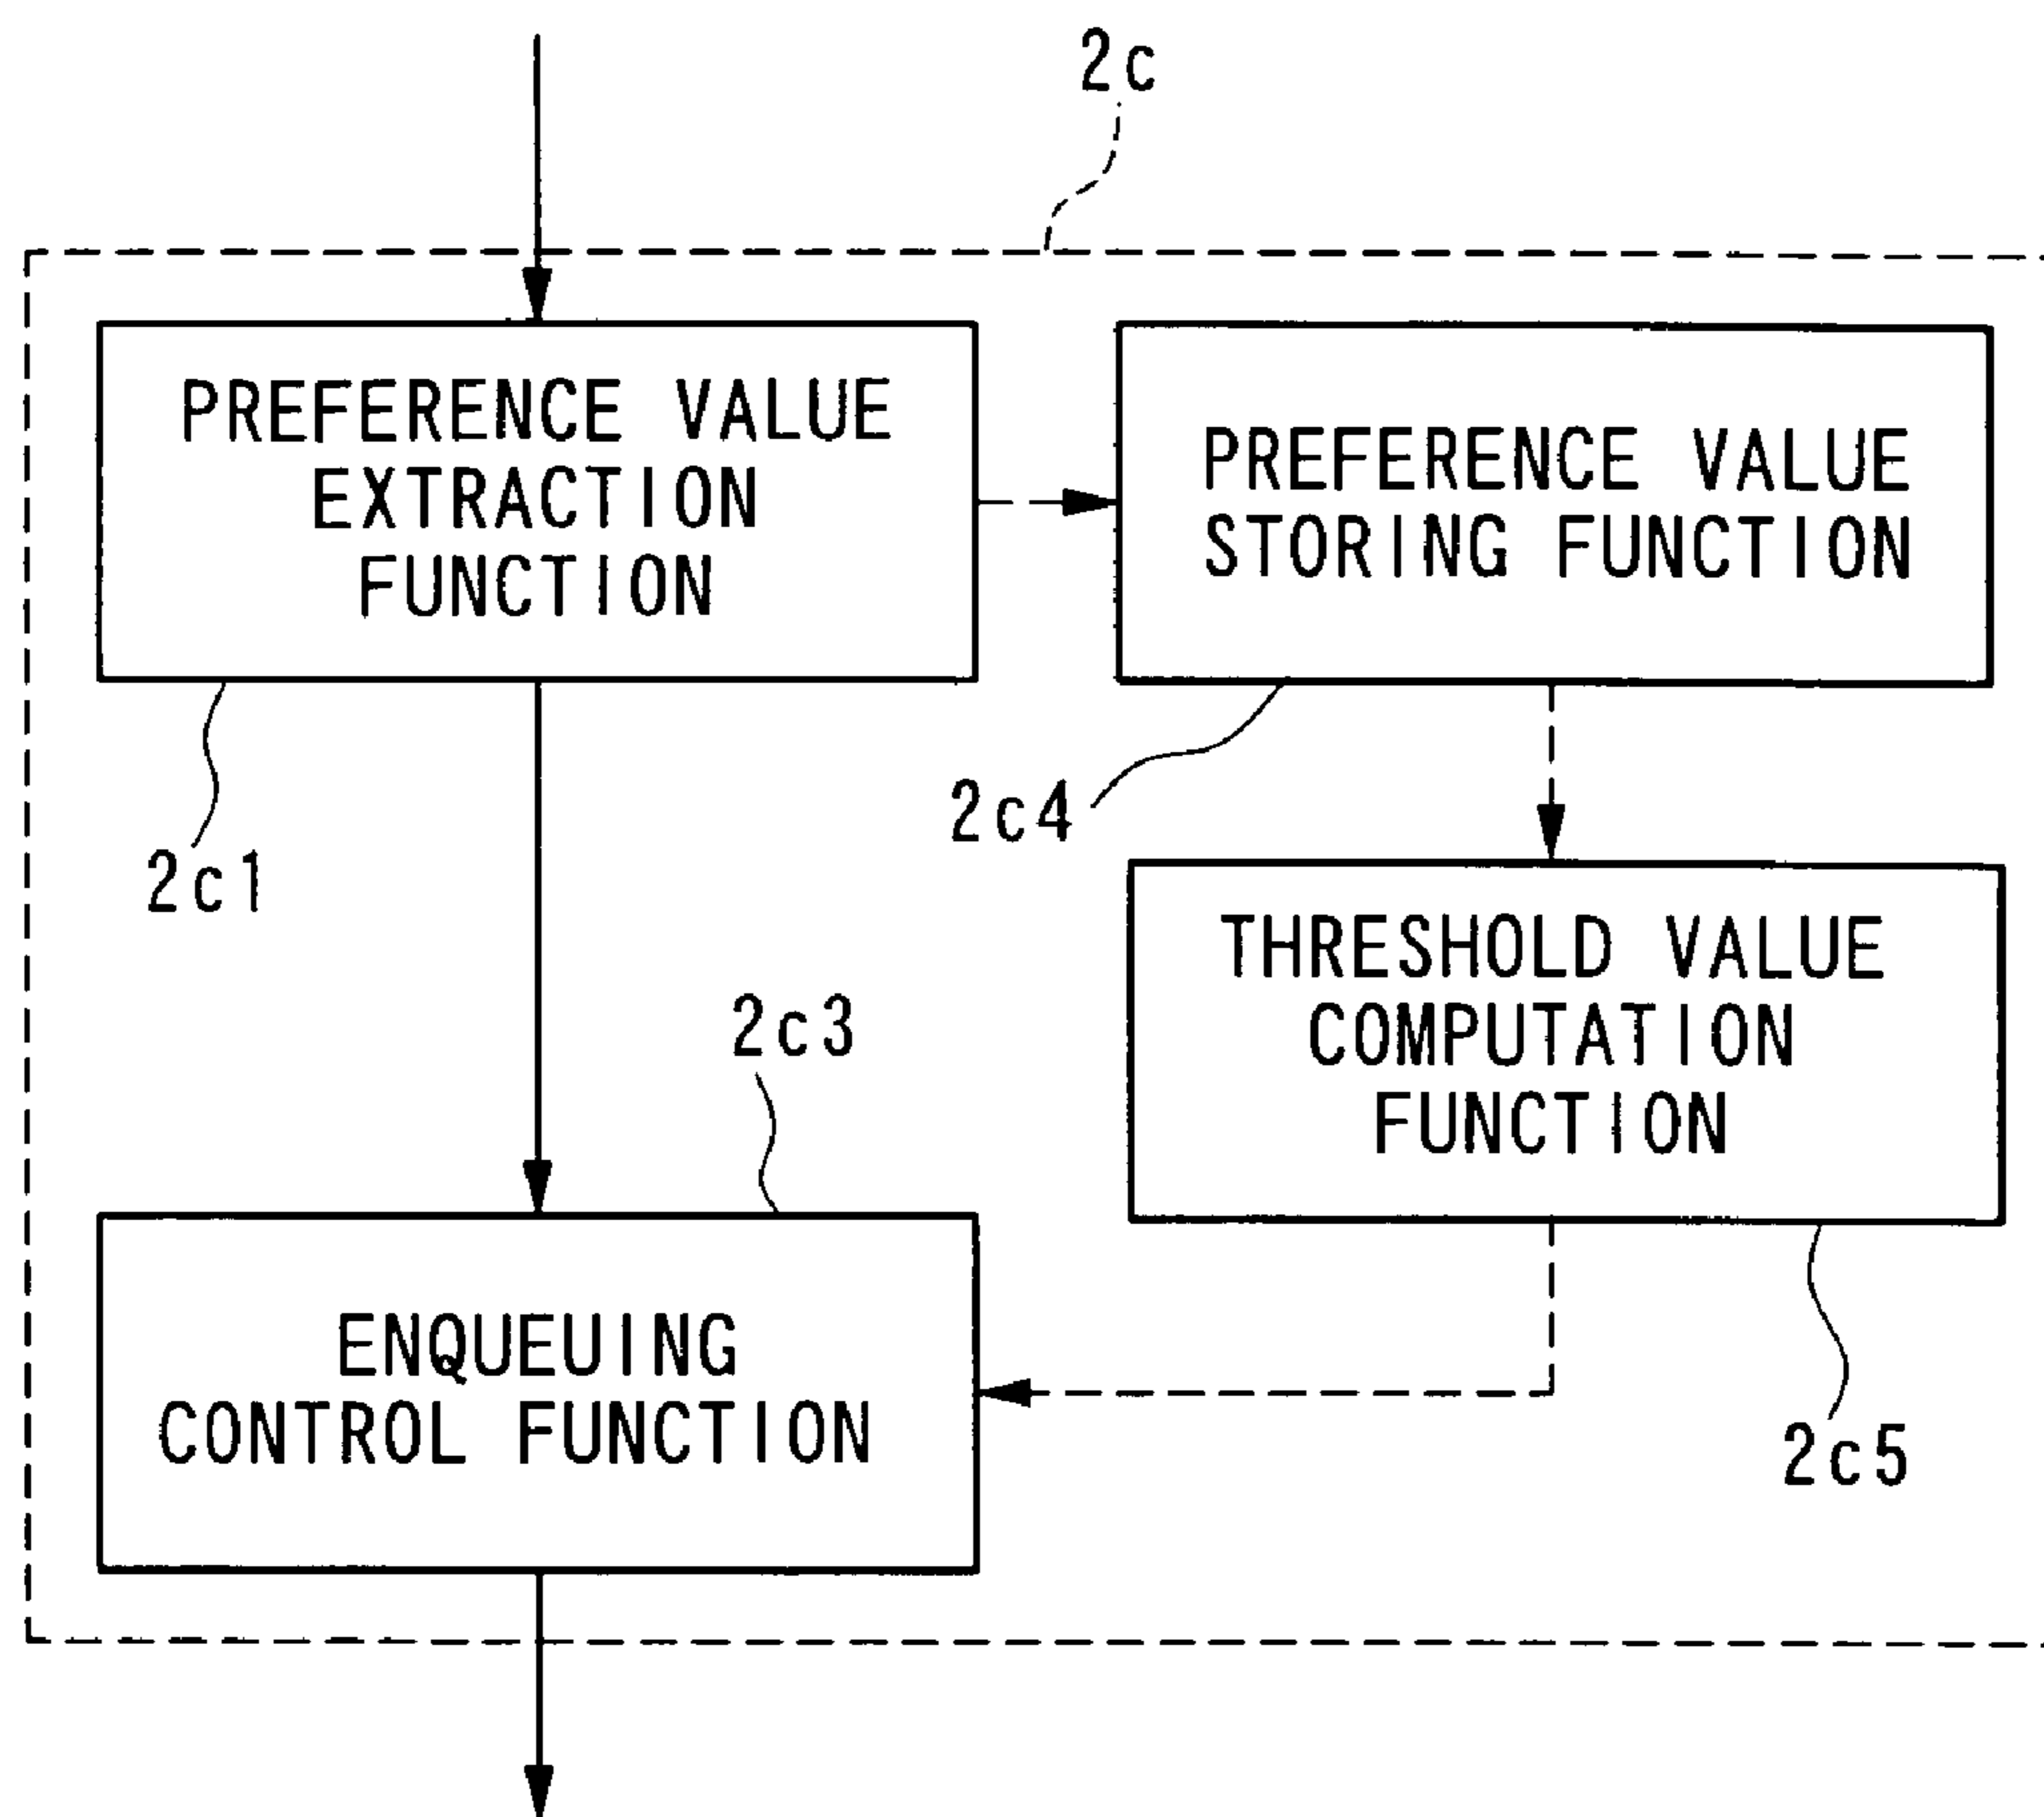 2c
PREFERENCE VALUE
EXTRACTION
FUNCTION
PREFERENCE VALUE
STORING FUNCTION
2c1
2c4
THRESHOLD VALUE
COMPUTATION
FUNCTION
2c3
ENQUEUING
CONTROL FUNCTION
2c5